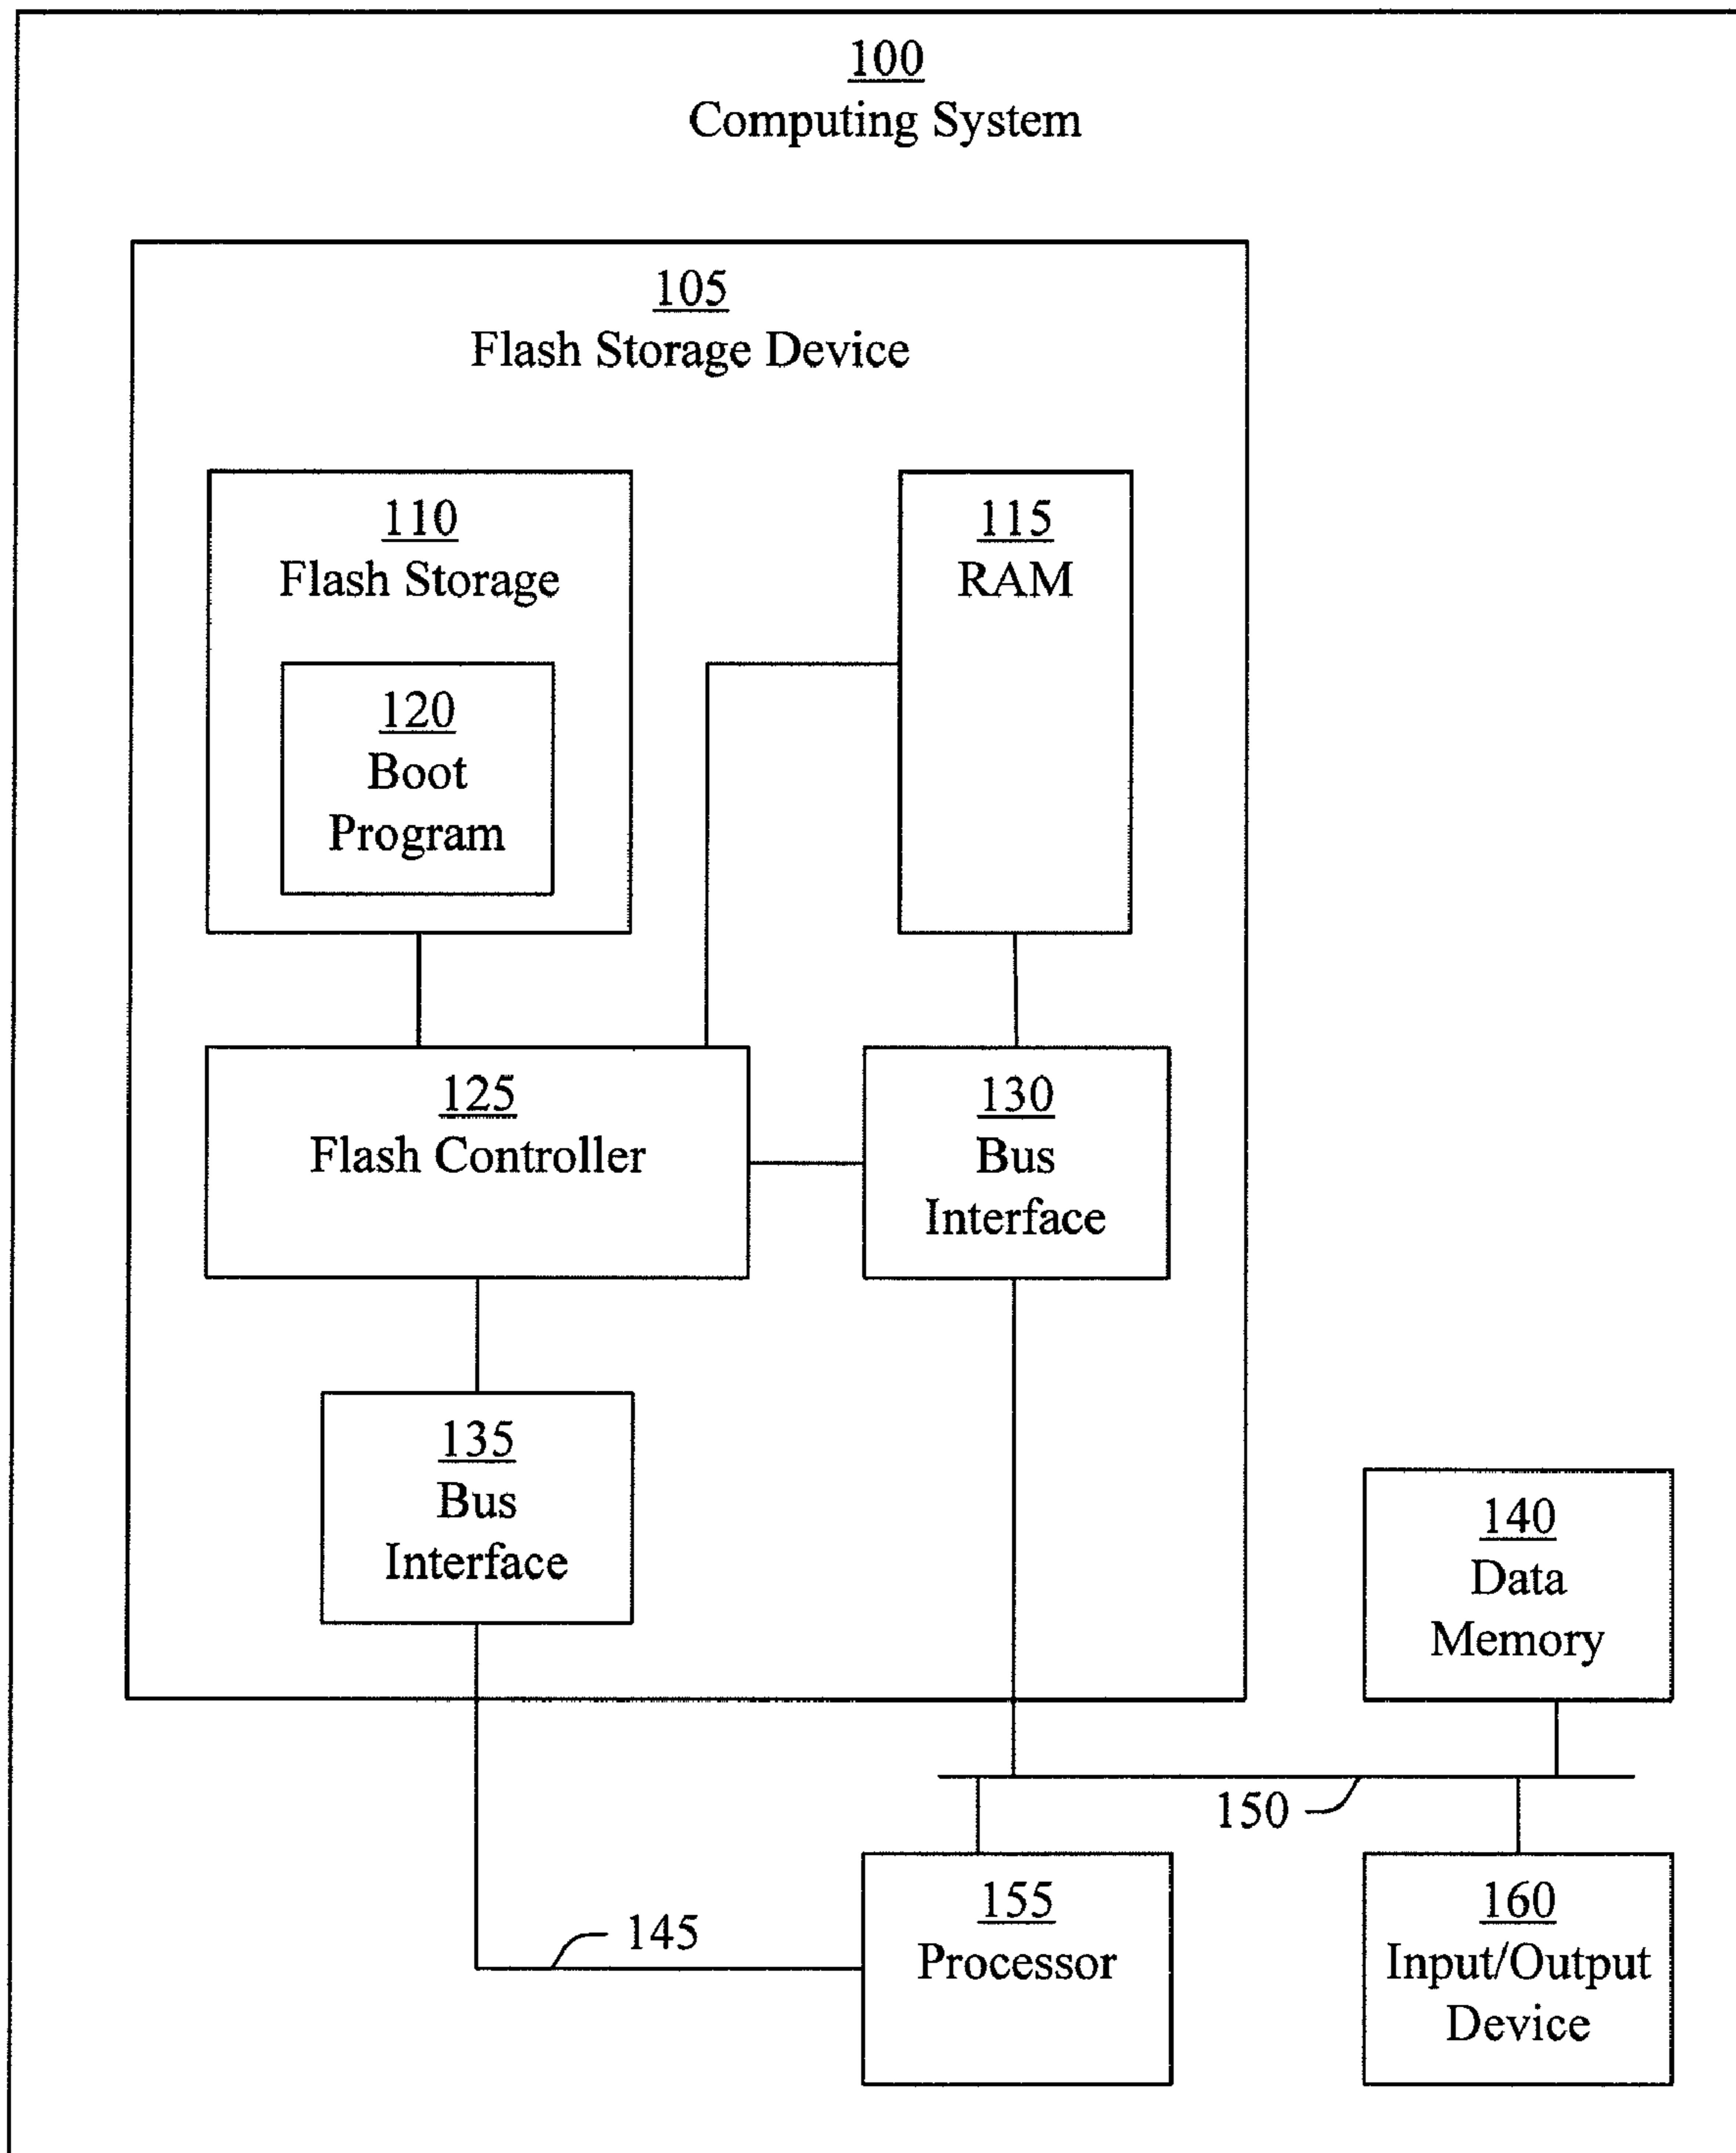 100
Computing System
105
Flash Storage Device
110
Flash Storage
115
RAM
120
Boot
Program
125
Flash Controller
130
Bus
Interface
135
Bus
Interface
140
Data
Memory
150
145
155
Processor
160
Input/Output
Device